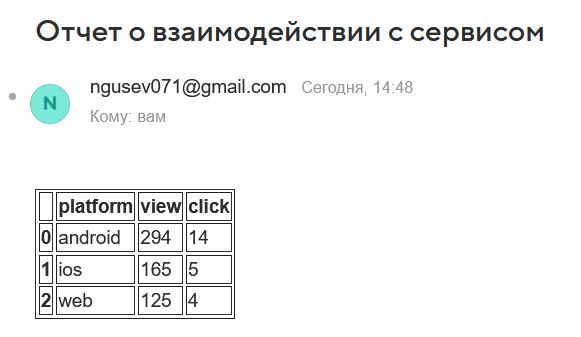 Отчет о взаимодействии с сервисом
N
ngusev071@gmail.com Сегодня, 14:48
Кому: вам
platform view click
0 android 294 14
1 ios 165 5
2 web 125 4